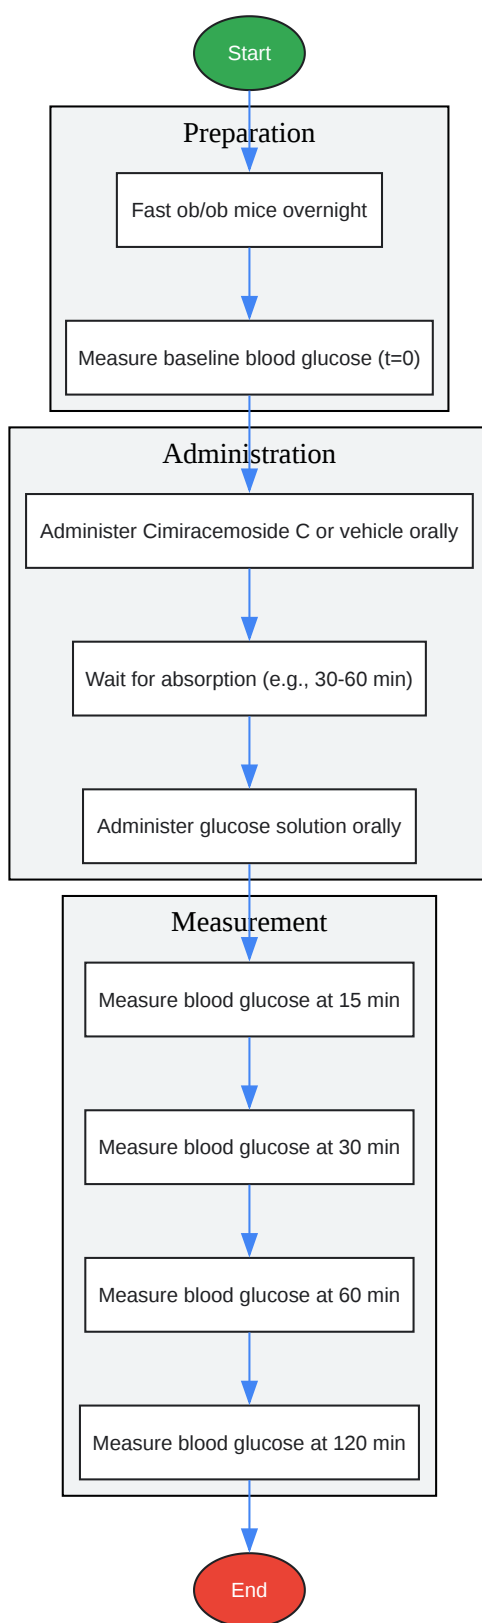 Start
Preparation
Fast ob/ob mice overnight
Measure baseline blood glucose (t=0)
Administration
Administer Cimiracemoside C or vehicle orally
Wait for absorption (e.g., 30-60 min)
Administer glucose solution orally
Measurement
Measure blood glucose at 15 min
Measure blood glucose at 30 min
Measure blood glucose at 60 min
Measure blood glucose at 120 min
End